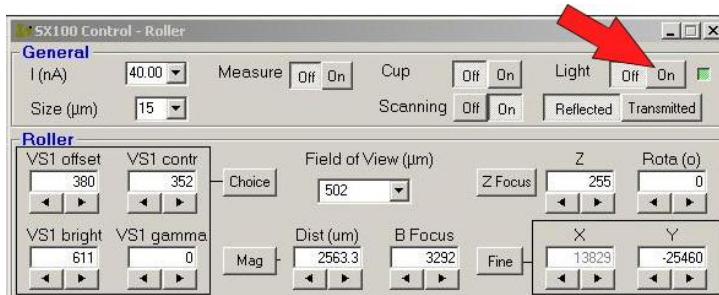 SX100 Control - Roller
General
I (nA) 40.00 Measure Off On Cup Off On Light Off On
Size (µm) 15 Scanning Off On Reflected Transmitted
Roller
VS1 offset VS1 contr Field of View (µm) Z Rota (o)
380 352 Choice 502 Z Focus 255 0
VS1 bright VS1 gamma Dist (um) B Focus X Y
611 0 Mag 2563.3 3292 Fine 13829 -25460